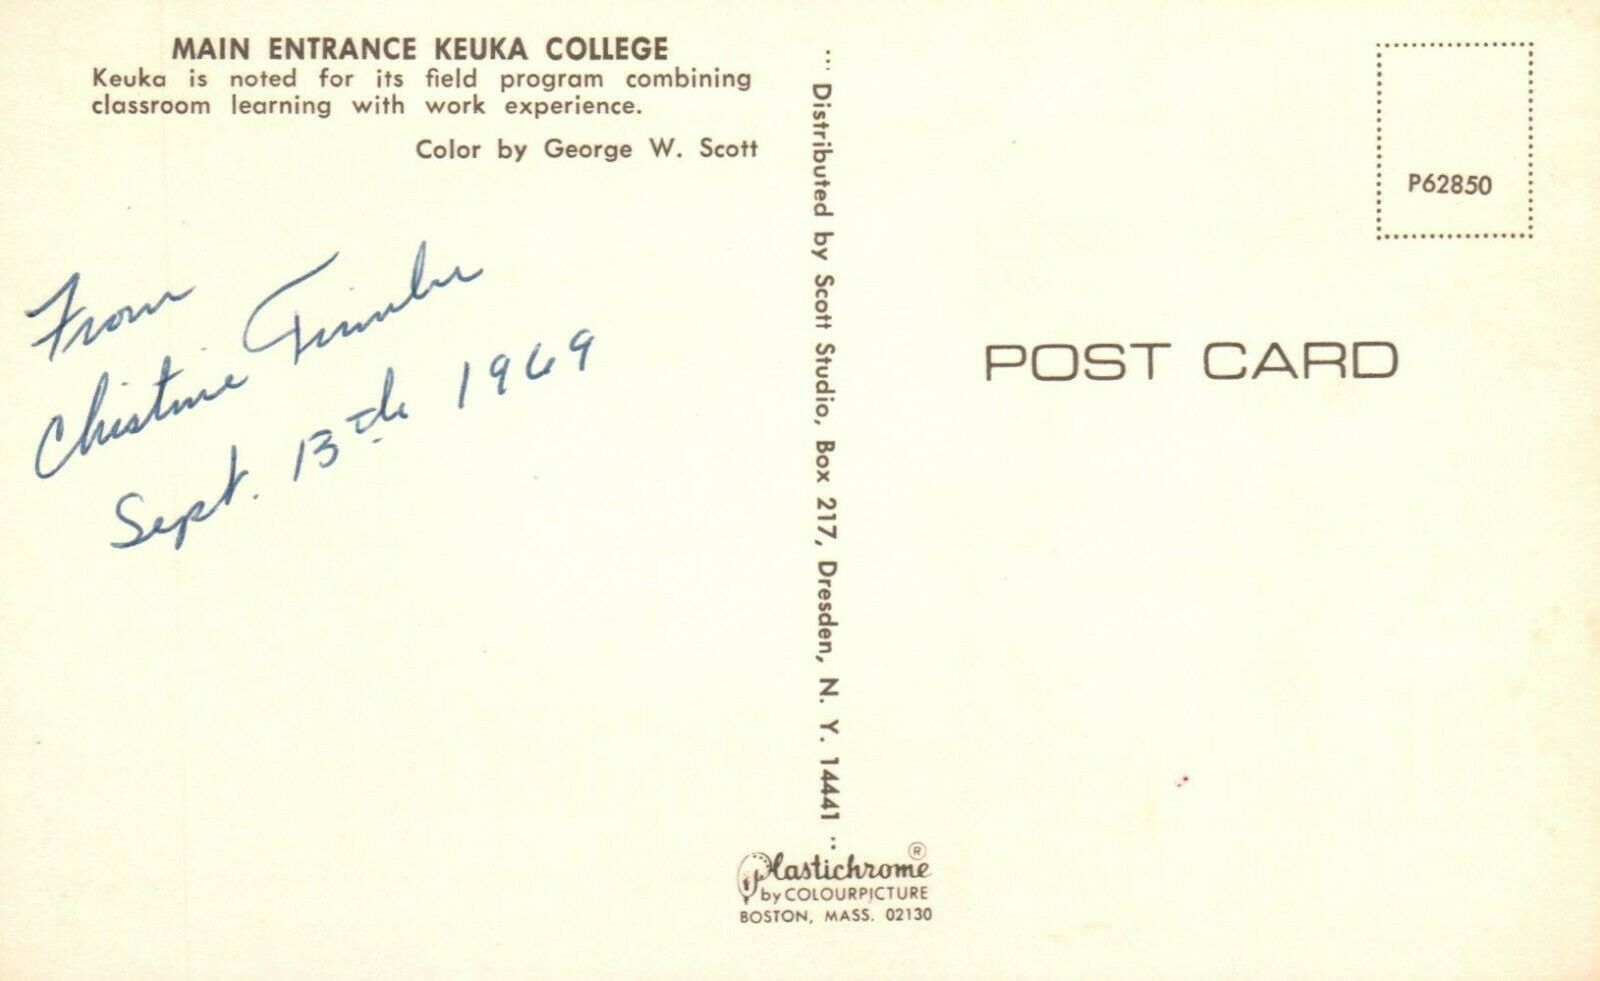 MAIN ENTRANCE KEUKA COLLEGE
Keuka is noted for its field program combining
classroom learning with work experience.
Color by George W. Scott
From
Christine
Sept. 13th 1969
... Distributed by Scott Studio, Box 217, Dresden, N. Y. 14441 ...
P62850
POST CARD
Plastichrome ®
by COLOURPICTURE
BOSTON, MASS. 02130